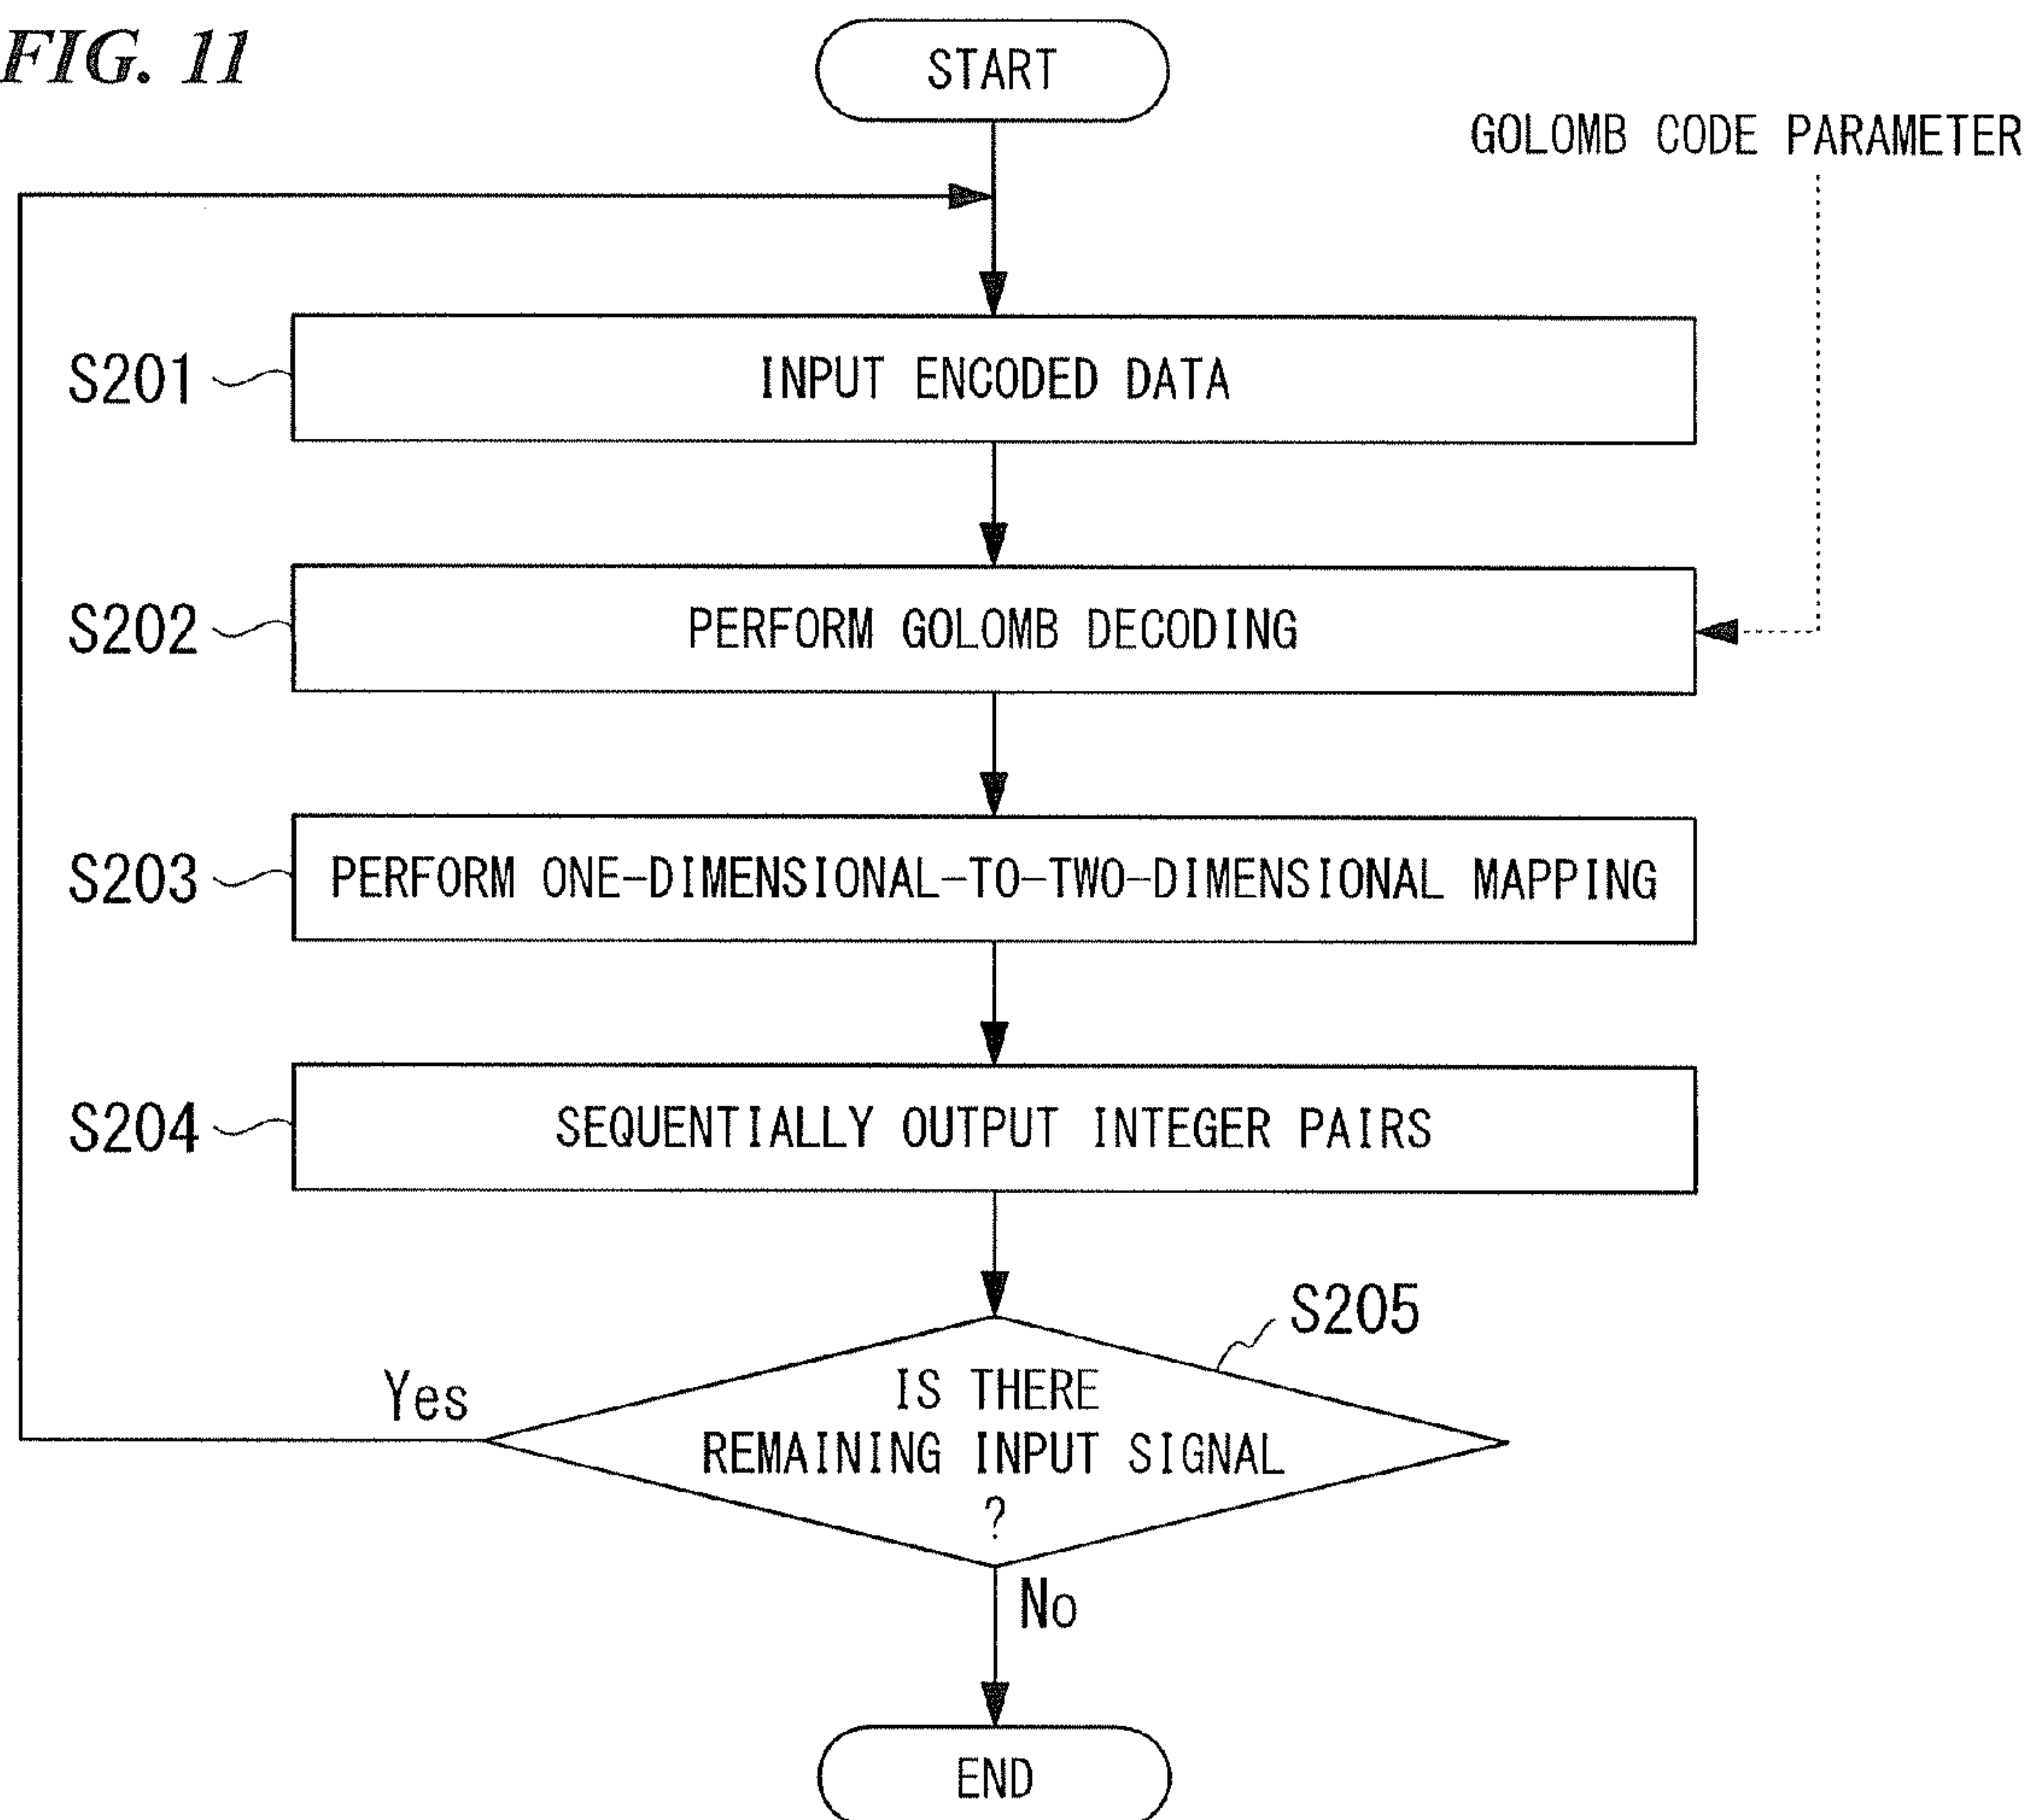 FIG. 11
START
GOLOMB CODE PARAMETER
S201
INPUT ENCODED DATA
S202
PERFORM GOLOMB DECODING
S203
PERFORM ONE-DIMENSIONAL-TO-TWO-DIMENSIONAL MAPPING
S204
SEQUENTIALLY OUTPUT INTEGER PAIRS
S205
IS THERE
REMAINING INPUT SIGNAL
?
Yes
No
END